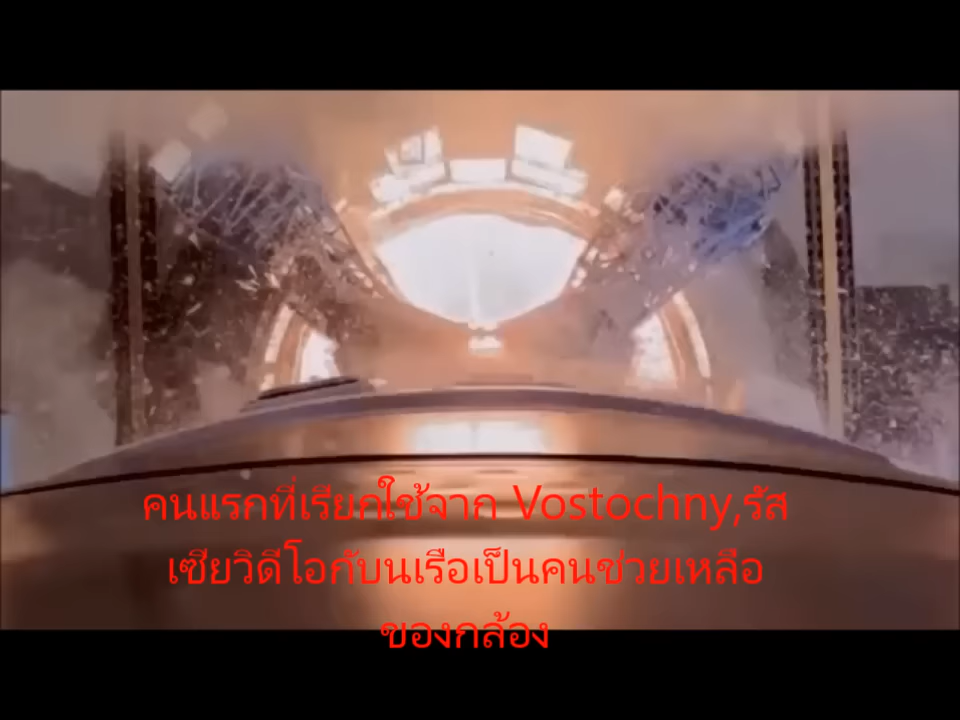 คนแรกที่เรียกใช้จาก Vostochny,รัส
เซียวิดีโอกับนเรือเป็นคนช่วยเหลือ
ของกล้อง